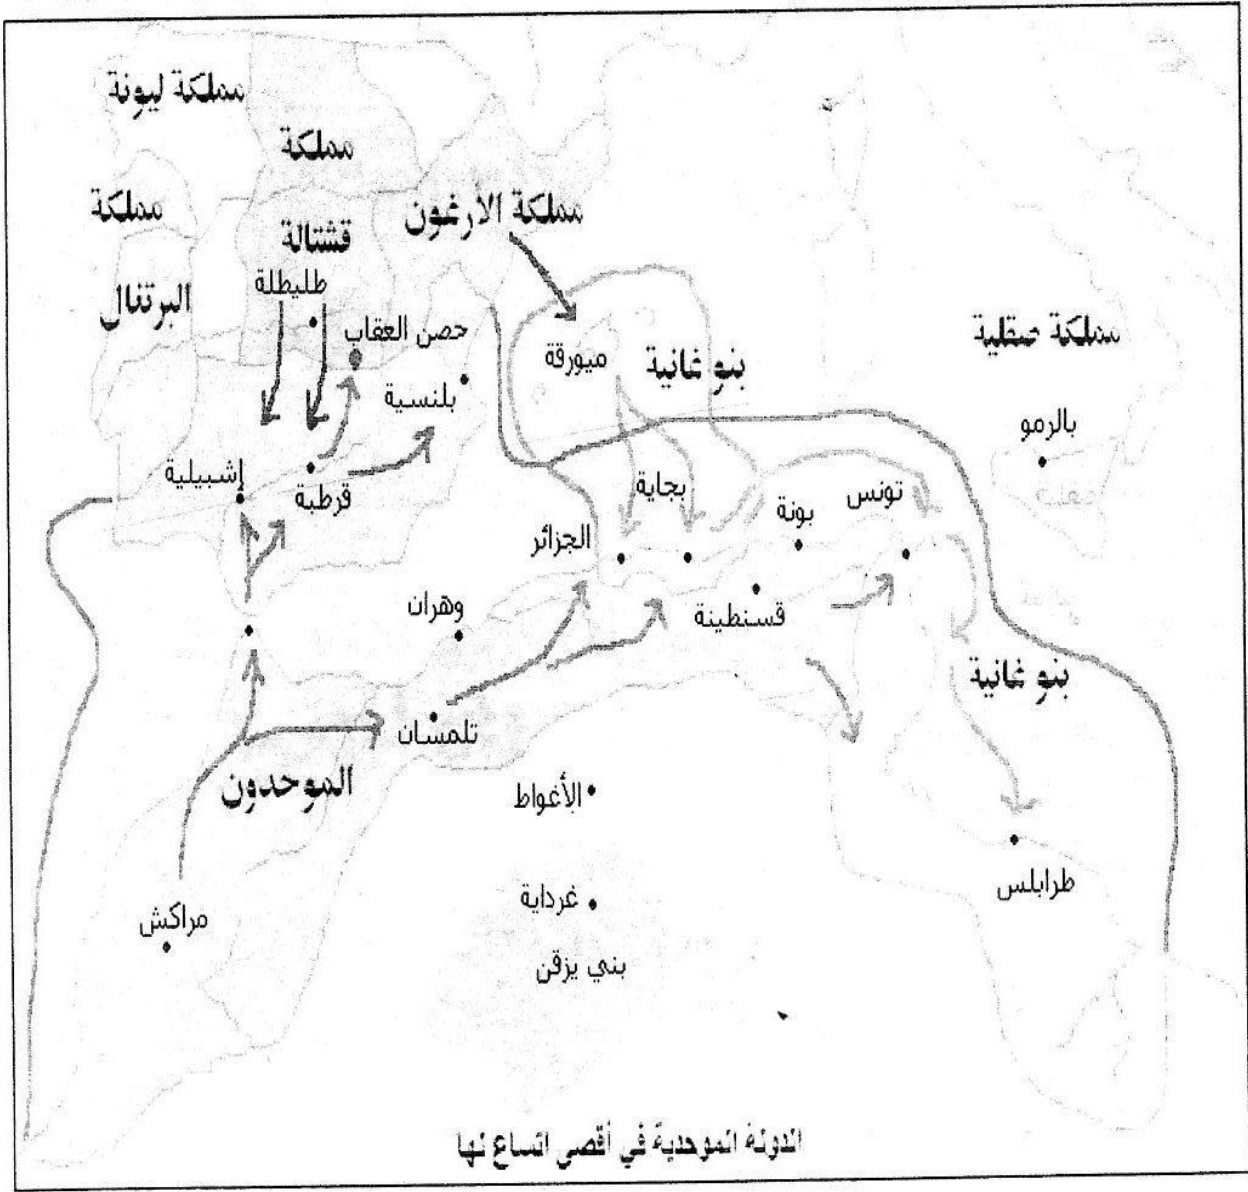 مملكة ليونة
مملكة
قشتالة
مملكة
البرتغال
مملكة الأرغون
طليطلة
حصن العقاب
بلنسية
ميورقة
بنو غانية
مملكة صقلية
بالرمو
إشبيلية
قرطبة
بجاية
تونس
بونة
الجزائر
وهران
قسنطينة
بنو غانية
تلمسان
الموحدون
الأغواط
طرابلس
غرداية
مراكش
بني يزقن
الدولة الموحدية في أقصى اتساع لها